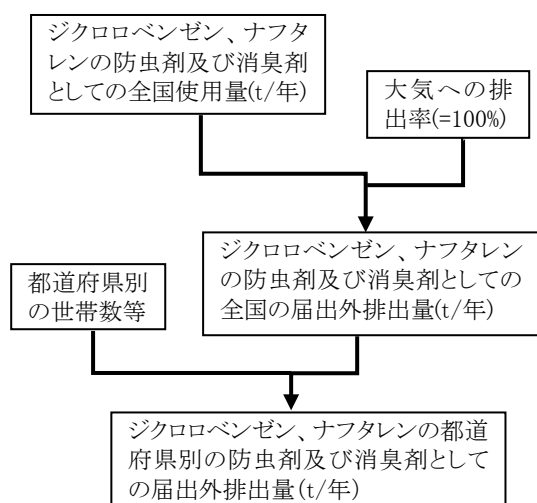 ジクロロベンゼン、ナフタ
レンの防虫剤及び消臭剤
としての全国使用量(t/年)
大気への排
出率(=100%)
ジクロロベンゼン、ナフタレン
の防虫剤及び消臭剤としての
全国の届出外排出量(t/年)
都道府県別
の世帯数等
ジクロロベンゼン、ナフタレンの都道
府県別の防虫剤及び消臭剤として
の届出外排出量(t/年)